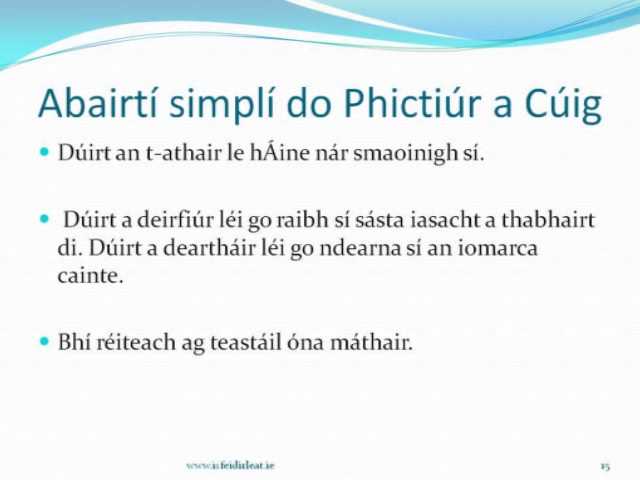 Abairtí simplí do Phictiúr a Cúig
• Dúirt an t-athair le hÁine nár smaoinigh sí.
• Dúirt a deirfiúr léi go raibh sí sásta iasacht a thabhairt
di. Dúirt a deartháir léi go ndearna sí an iomarca
cainte.
• Bhí réiteach ag teastáil óna máthair.
www.isfeidirleat.ie
15